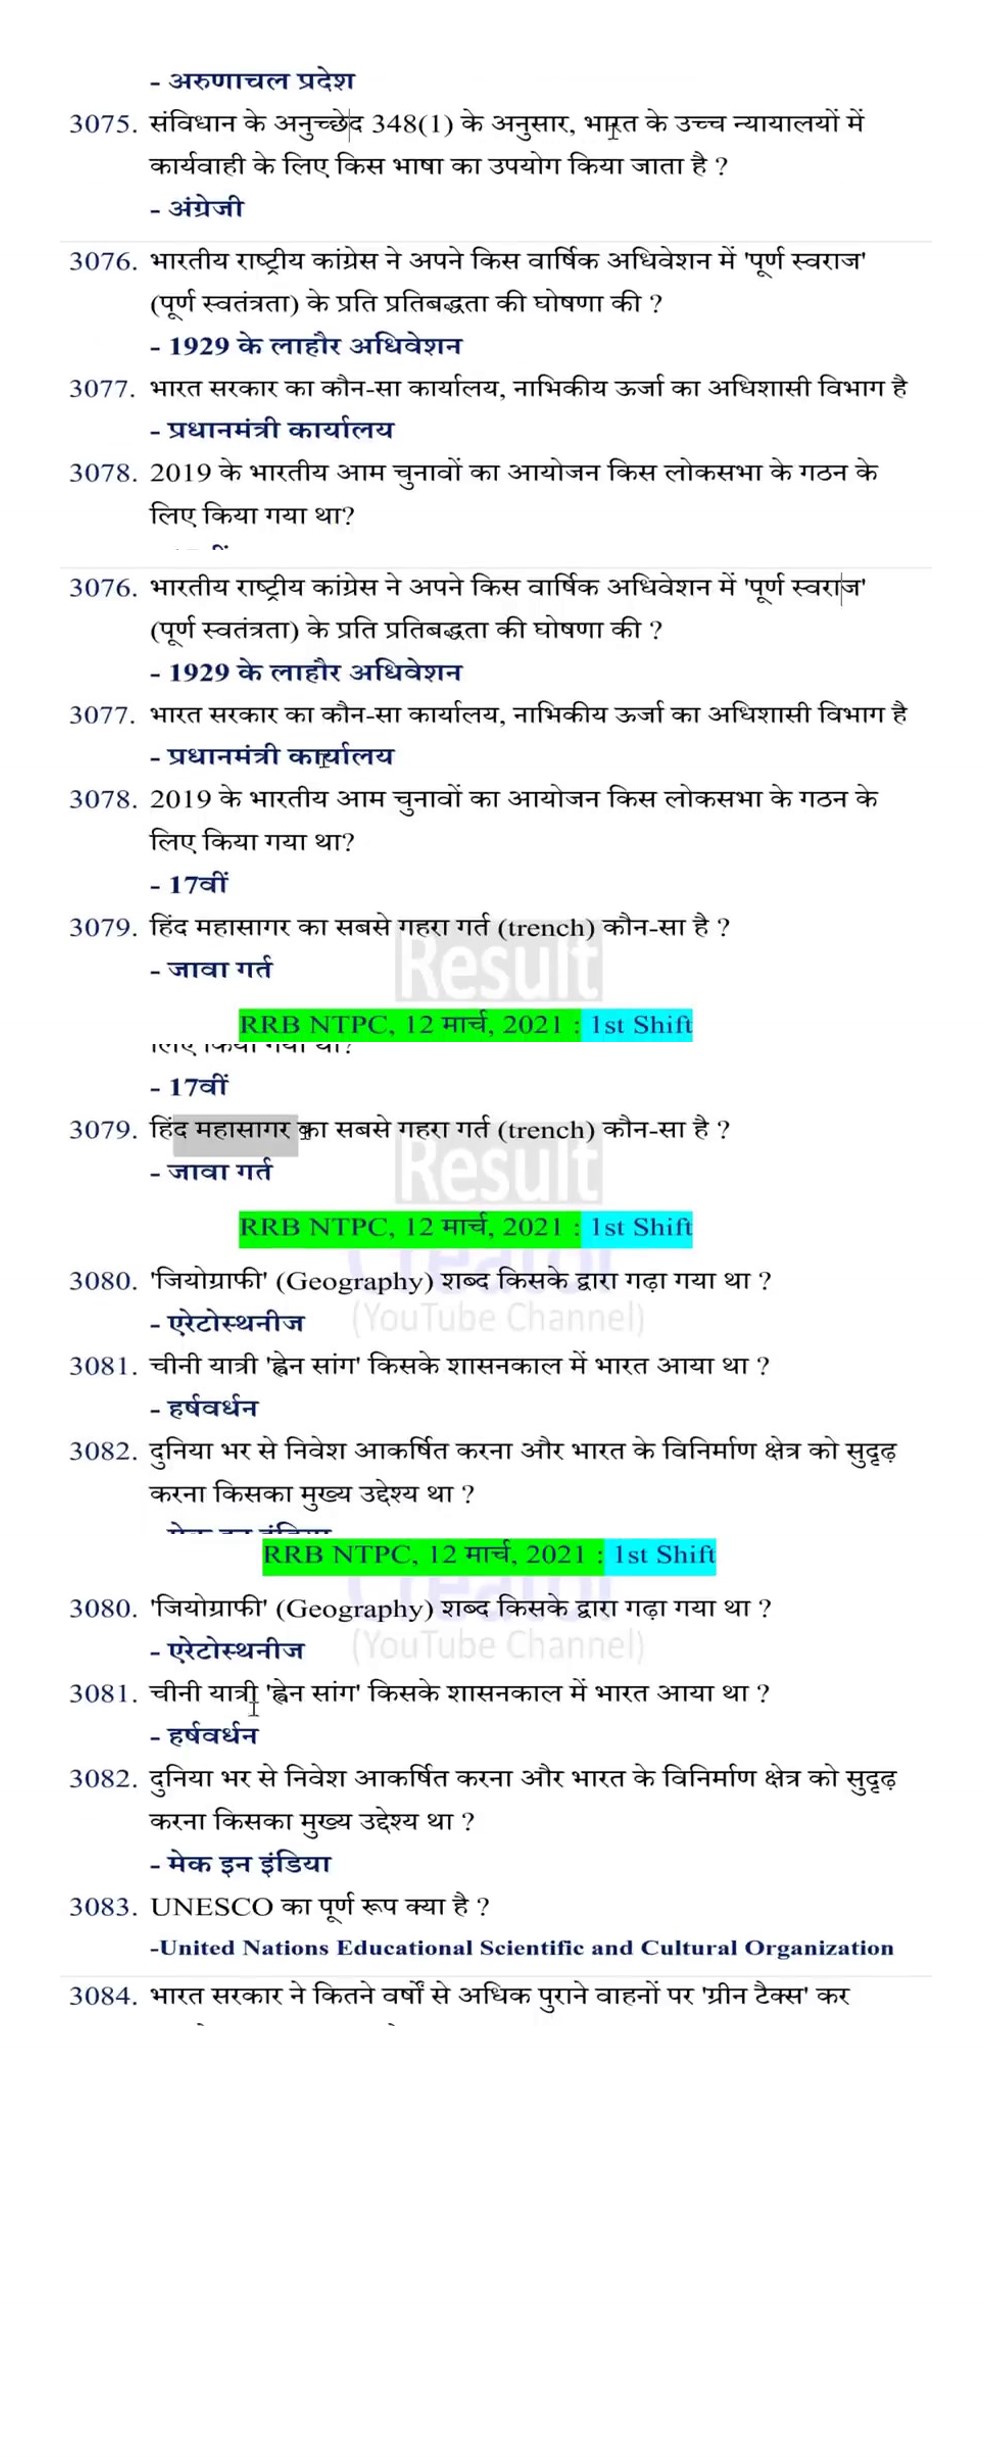 - अरुणाचल प्रदेश
3075. संविधान के अनुच्छेद 348(1) के अनुसार, भारत के उच्च न्यायालयों में
कार्यवाही के लिए किस भाषा का उपयोग किया जाता है ?
- अंग्रेजी
3076. भारतीय राष्ट्रीय कांग्रेस ने अपने किस वार्षिक अधिवेशन में 'पूर्ण स्वराज'
(पूर्ण स्वतंत्रता) के प्रति प्रतिबद्धता की घोषणा की ?
- 1929 के लाहौर अधिवेशन
3077. भारत सरकार का कौन-सा कार्यालय, नाभिकीय ऊर्जा का अधिशासी विभाग है
- प्रधानमंत्री कार्यालय
3078. 2019 के भारतीय आम चुनावों का आयोजन किस लोकसभा के गठन के
लिए किया गया था?
3076. भारतीय राष्ट्रीय कांग्रेस ने अपने किस वार्षिक अधिवेशन में 'पूर्ण स्वराज'
(पूर्ण स्वतंत्रता) के प्रति प्रतिबद्धता की घोषणा की ?
- 1929 के लाहौर अधिवेशन
3077. भारत सरकार का कौन-सा कार्यालय, नाभिकीय ऊर्जा का अधिशासी विभाग है
- प्रधानमंत्री कार्यालय
3078. 2019 के भारतीय आम चुनावों का आयोजन किस लोकसभा के गठन के
लिए किया गया था?
- 17वीं
3079. हिंद महासागर का सबसे गहरा गर्त (trench) कौन-सा है ?
- जावा गर्त
Result
RRB NTPC, 12 मार्च, 2021 : 1st Shift
लिए किया गया था?
- 17वीं
3079. हिंद महासागर का सबसे गहरा गर्त (trench) कौन-सा है ?
- जावा गर्त
Result
RRB NTPC, 12 मार्च, 2021 : 1st Shift
Creator
3080. 'जियोग्राफी' (Geography) शब्द किसके द्वारा गढ़ा गया था ?
- एरेटोस्थनीज
(YouTube Channel)
3081. चीनी यात्री 'ह्वेन सांग' किसके शासनकाल में भारत आया था ?
- हर्षवर्धन
3082. दुनिया भर से निवेश आकर्षित करना और भारत के विनिर्माण क्षेत्र को सुदृढ़
करना किसका मुख्य उद्देश्य था ?
- मेक इन इंडिया
RRB NTPC, 12 मार्च, 2021 : 1st Shift
Creator
3080. 'जियोग्राफी' (Geography) शब्द किसके द्वारा गढ़ा गया था ?
- एरेटोस्थनीज
(YouTube Channel)
3081. चीनी यात्री 'ह्वेन सांग' किसके शासनकाल में भारत आया था ?
- हर्षवर्धन
3082. दुनिया भर से निवेश आकर्षित करना और भारत के विनिर्माण क्षेत्र को सुदृढ़
करना किसका मुख्य उद्देश्य था ?
- मेक इन इंडिया
3083. UNESCO का पूर्ण रूप क्या है ?
-United Nations Educational Scientific and Cultural Organization
3084. भारत सरकार ने कितने वर्षों से अधिक पुराने वाहनों पर 'ग्रीन टैक्स' कर